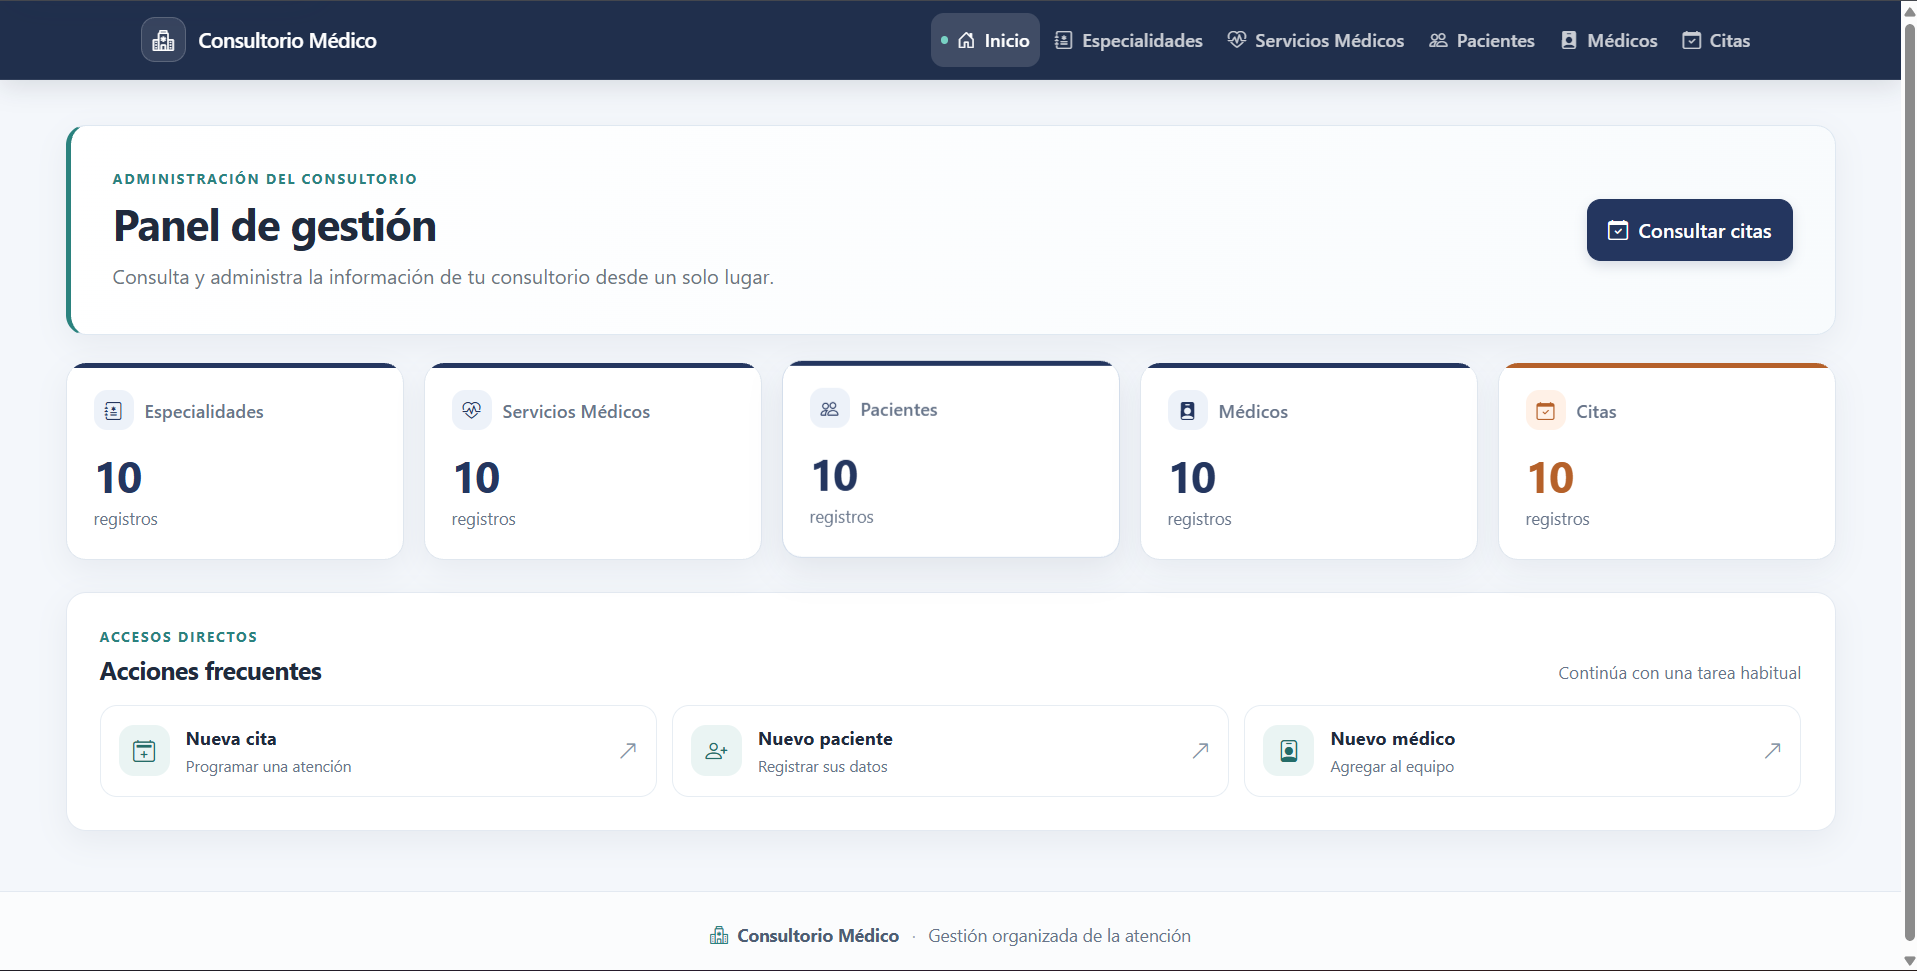 Consultorio Médico
Inicio
Especialidades
Servicios Médicos
Pacientes
Médicos
Citas
ADMINISTRACIÓN DEL CONSULTORIO
Panel de gestión
Consulta y administra la información de tu consultorio desde un solo lugar.
Consultar citas
Especialidades
10
registros
Servicios Médicos
10
registros
Pacientes
10
registros
Médicos
10
registros
Citas
10
registros
ACCESOS DIRECTOS
Acciones frecuentes
Continúa con una tarea habitual
Nueva cita
Programar una atención
Nuevo paciente
Registrar sus datos
Nuevo médico
Agregar al equipo
Consultorio Médico · Gestión organizada de la atención